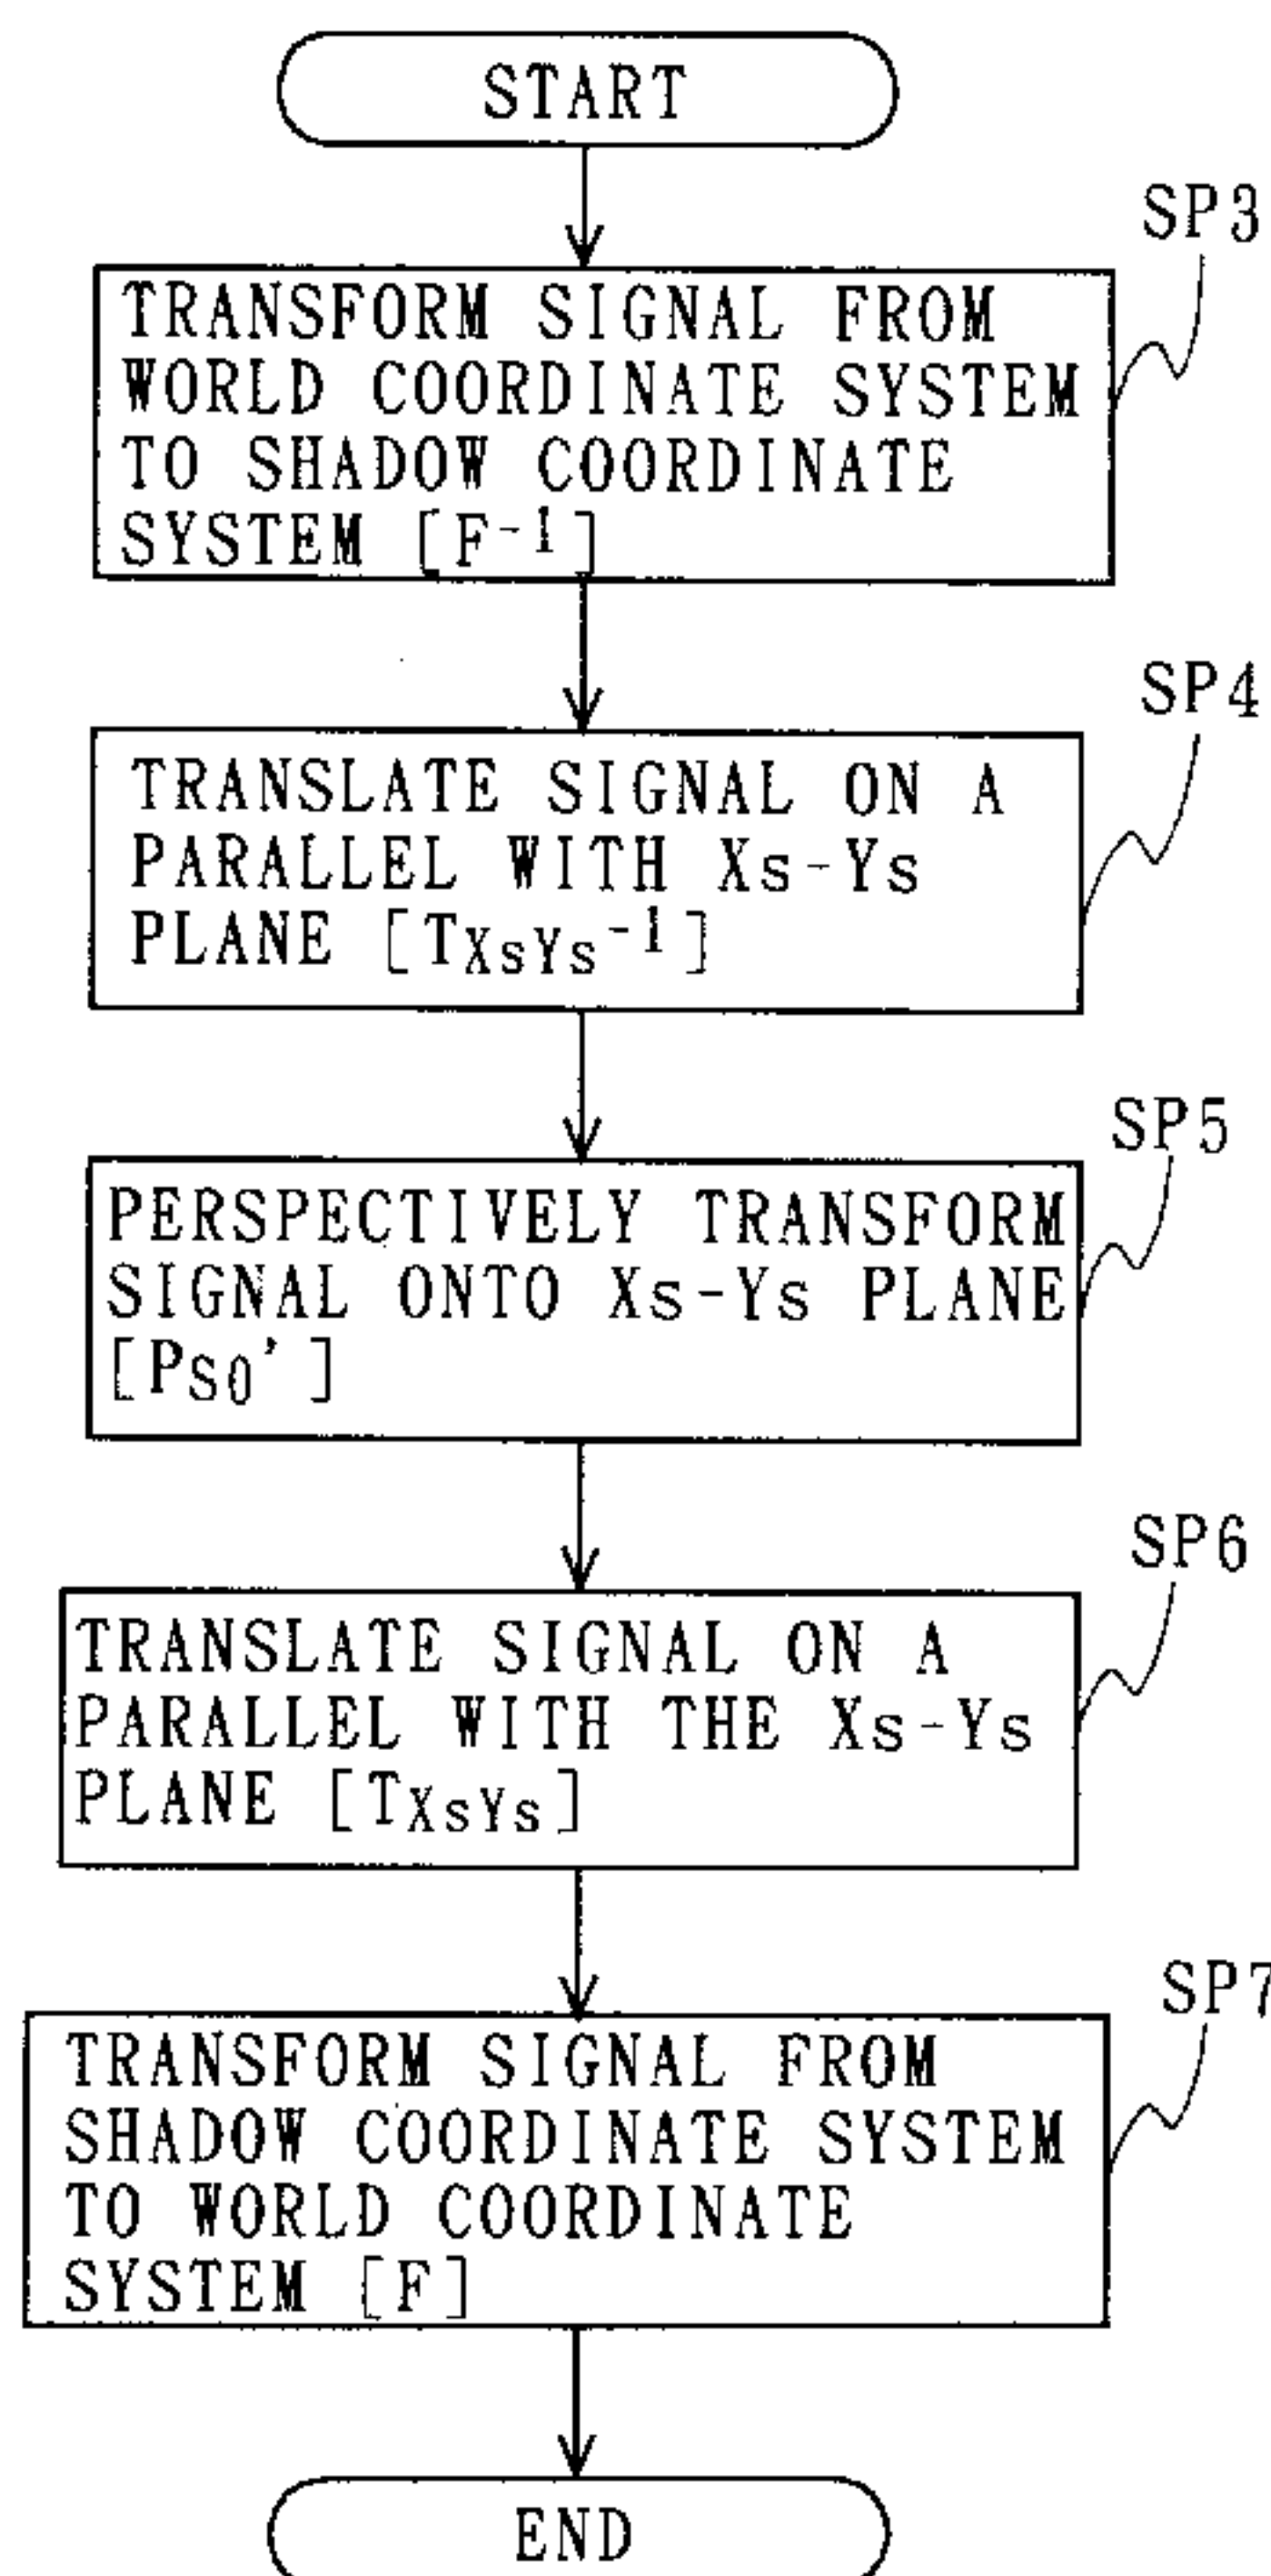 START
SP3
TRANSFORM SIGNAL FROM
WORLD COORDINATE SYSTEM
TO SHADOW COORDINATE
SYSTEM [F-1]
SP4
TRANSLATE SIGNAL ON A
PARALLEL WITH Xs-Ys
PLANE [TXsYs-1]
SP5
PERSPECTIVELY TRANSFORM
SIGNAL ONTO Xs-Ys PLANE
[PS0']
SP6
TRANSLATE SIGNAL ON A
PARALLEL WITH THE Xs-Ys
PLANE [TXsYs]
SP7
TRANSFORM SIGNAL FROM
SHADOW COORDINATE SYSTEM
TO WORLD COORDINATE
SYSTEM [F]
END